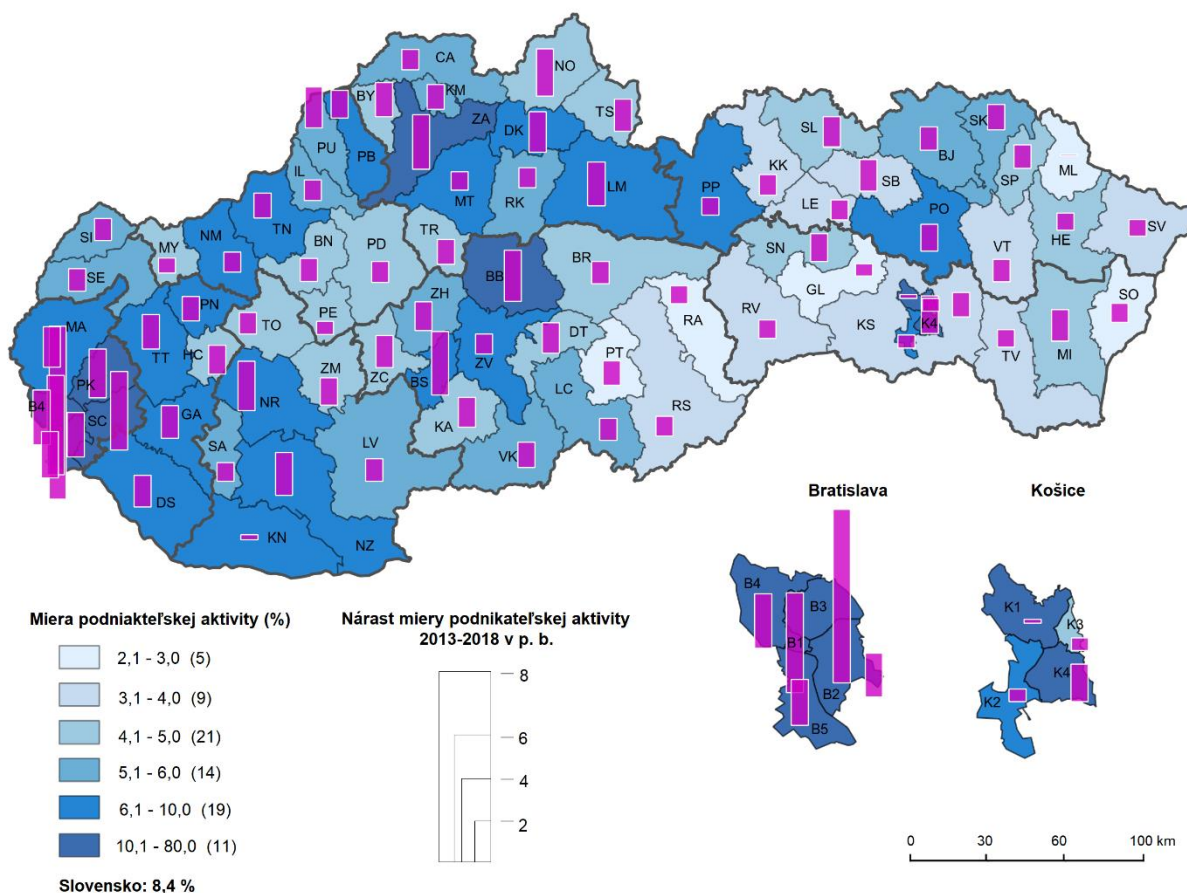 CA
NO
BY
KM
TS
ZA
DK
PU
PB
SL
SK
BJ
IL
MT
RK
LM
KK
SP
ML
SB
PP
LE
PO
HE
SV
SI
MY
NM
TN
BN
PD
TR
BB
BR
SN
VT
SE
PN
PE
ZH
GL
SO
MA
TO
DT
RA
RV
KS
K4
TV
MI
TT
HC
ZM
ZC
BS
ZV
PT
LC
PK
NR
B4
SC
GA
KA
RS
SA
LV
VK
DS
KN
NZ
Bratislava
Košice
B4
B3
B1
B2
B5
K1
K3
K4
K2
Miera podniakteľskej aktivity (%)
2,1 - 3,0 (5)
3,1 - 4,0 (9)
4,1 - 5,0 (21)
5,1 - 6,0 (14)
6,1 - 10,0 (19)
10,1 - 80,0 (11)
Slovensko: 8,4 %
Nárast miery podnikateľskej aktivity
2013-2018 v p. b.
8
6
4
2
0 30 60 100 km